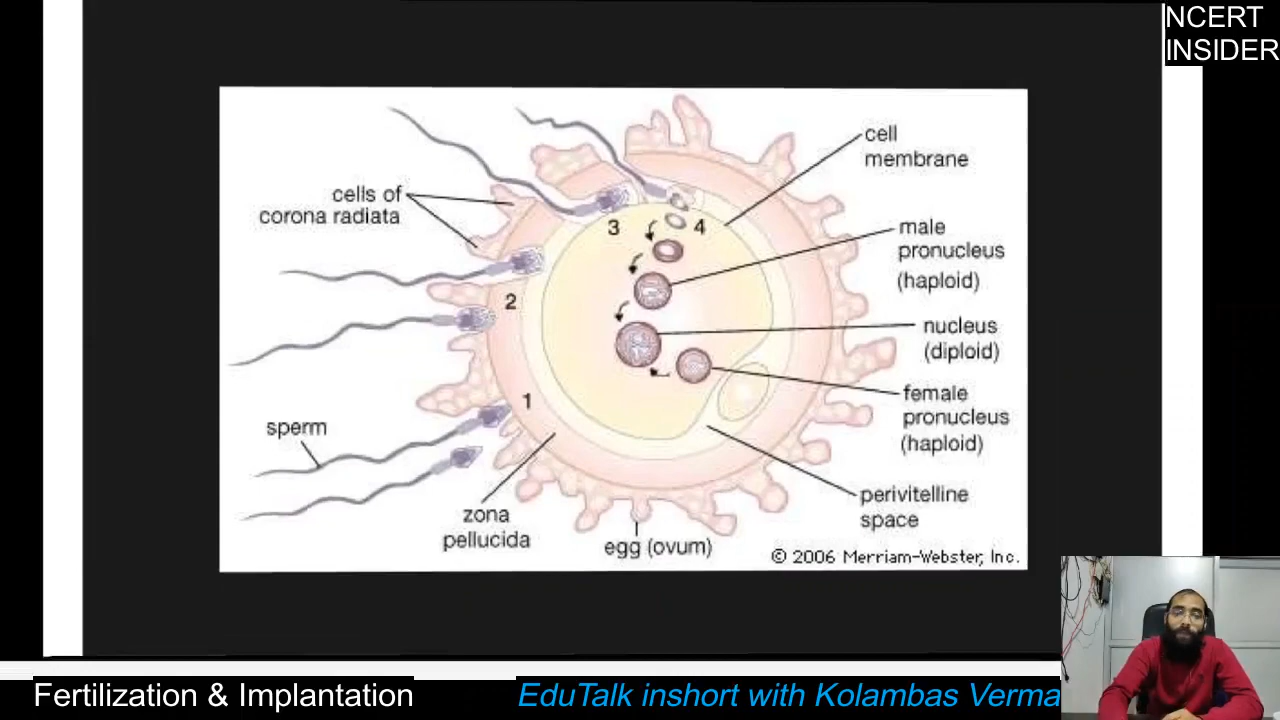 NCERT
INSIDER
cell
membrane
cells of
corona radiata
3
4
male
pronucleus
(haploid)
2
nucleus
(diploid)
1
female
pronucleus
(haploid)
sperm
perivitelline
space
zona
pellucida
egg (ovum)
© 2006 Merriam-Webster, Inc.
Fertilization & Implantation
EduTalk inshort with Kolambas Verma